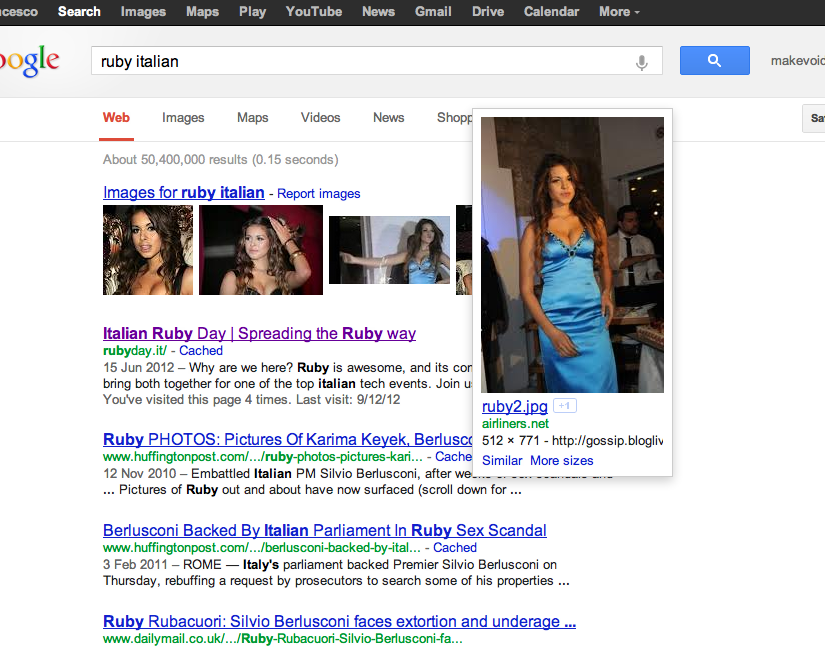 ncesco Search Images Maps Play YouTube News Gmail Drive Calendar More
oogle
ruby italian
makevoic
Web Images Maps Videos News Shopp
Sa
About 50,400,000 results (0.15 seconds)
Images for ruby italian - Report images
Italian Ruby Day | Spreading the Ruby way
rubyday.it/ - Cached
15 Jun 2012 – Why are we here? Ruby is awesome, and its con
bring both together for one of the top italian tech events. Join us
You've visited this page 4 times. Last visit: 9/12/12
Ruby PHOTOS: Pictures Of Karima Keyek, Berlusco
www.huffingtonpost.com/.../ruby-photos-pictures-kari... - Cache
12 Nov 2010 – Embattled Italian PM Silvio Berlusconi, after weeks of sex scandals and
... Pictures of Ruby out and about have now surfaced (scroll down for ...
Berlusconi Backed By Italian Parliament In Ruby Sex Scandal
www.huffingtonpost.com/.../berlusconi-backed-by-ital... - Cached
3 Feb 2011 – ROME — Italy's parliament backed Premier Silvio Berlusconi on
Thursday, rebuffing a request by prosecutors to search some of his properties ...
Ruby Rubacuori: Silvio Berlusconi faces extortion and underage ...
www.dailymail.co.uk/.../Ruby-Rubacuori-Silvio-Berlusconi-fa...
ruby2.jpg +1
airliners.net
512 × 771 - http://gossip.blogliv
Similar More sizes